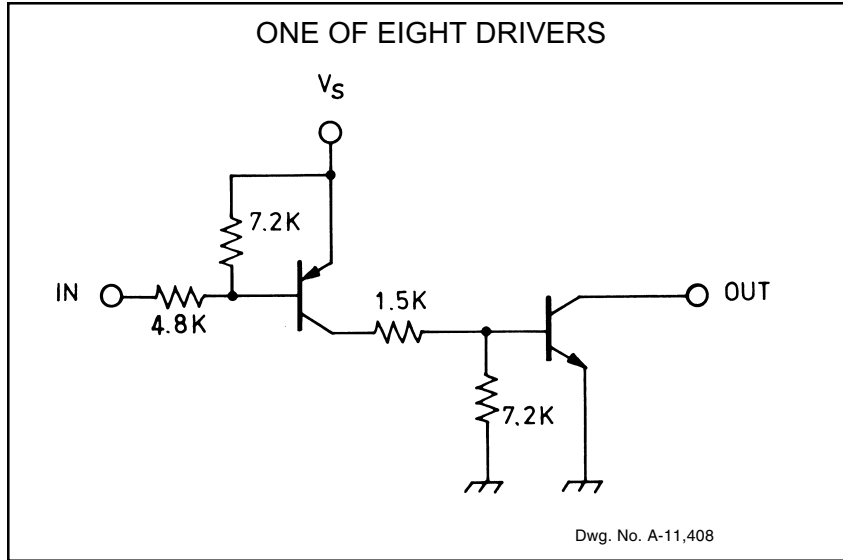 ONE OF EIGHT DRIVERS
VS
7.2K
IN
4.8K
1.5K
OUT
7.2K
Dwg. No. A-11,408